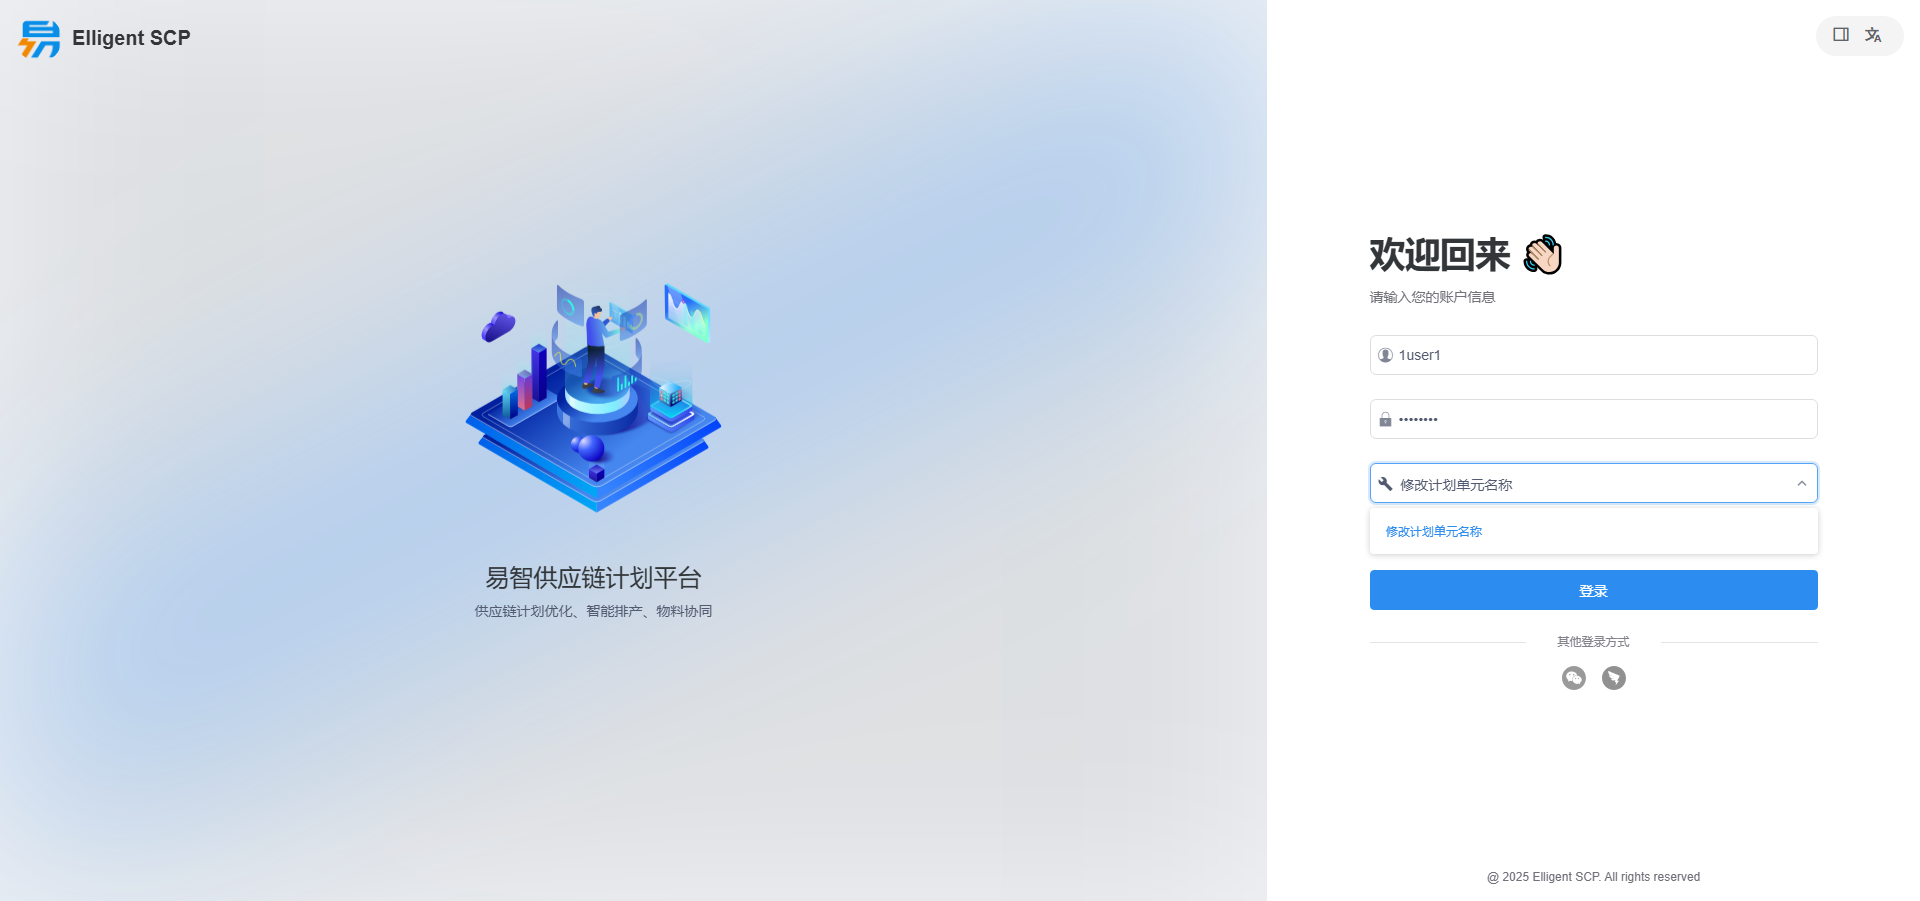 Elligent SCP
易智供应链计划平台
供应链计划优化、智能排产、物料协同
欢迎回来
请输入您的账户信息
1user1
••••••••
修改计划单元名称
修改计划单元名称
登录
其他登录方式
@ 2025 Elligent SCP. All rights reserved